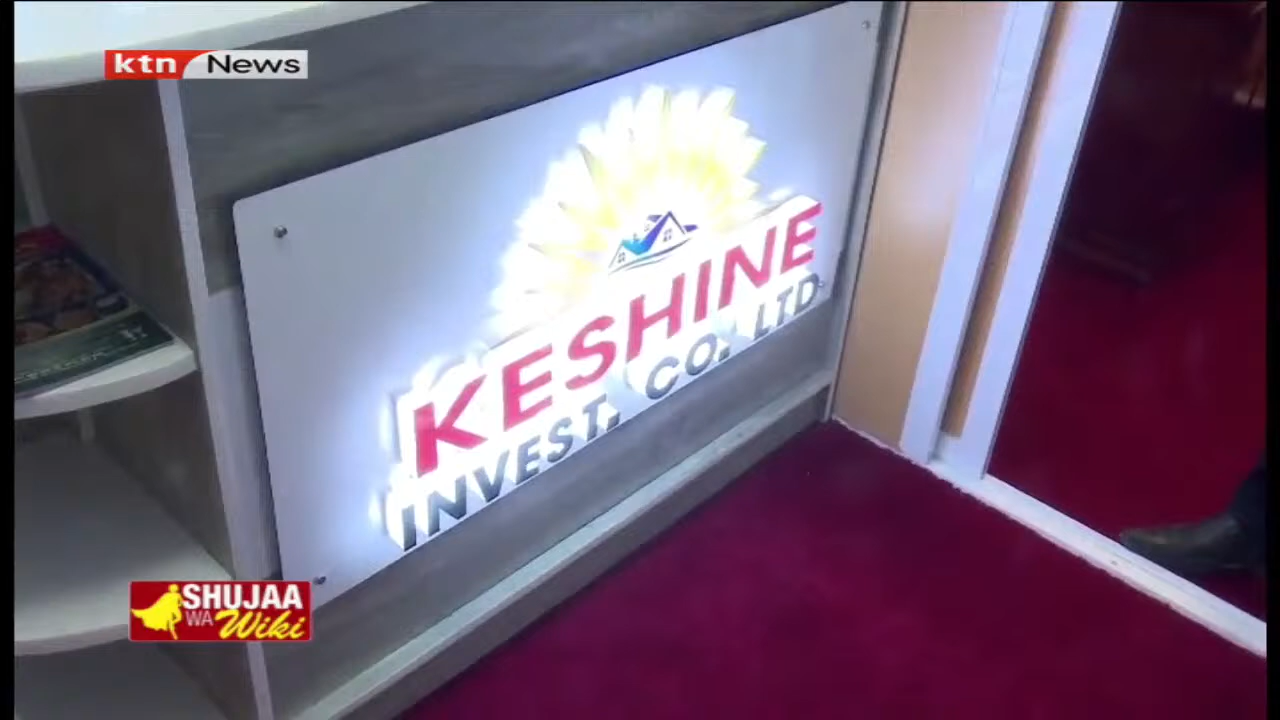 ktn News
KESHINE
INVEST. CO. LTD
SHUJAA
WA
Wiki